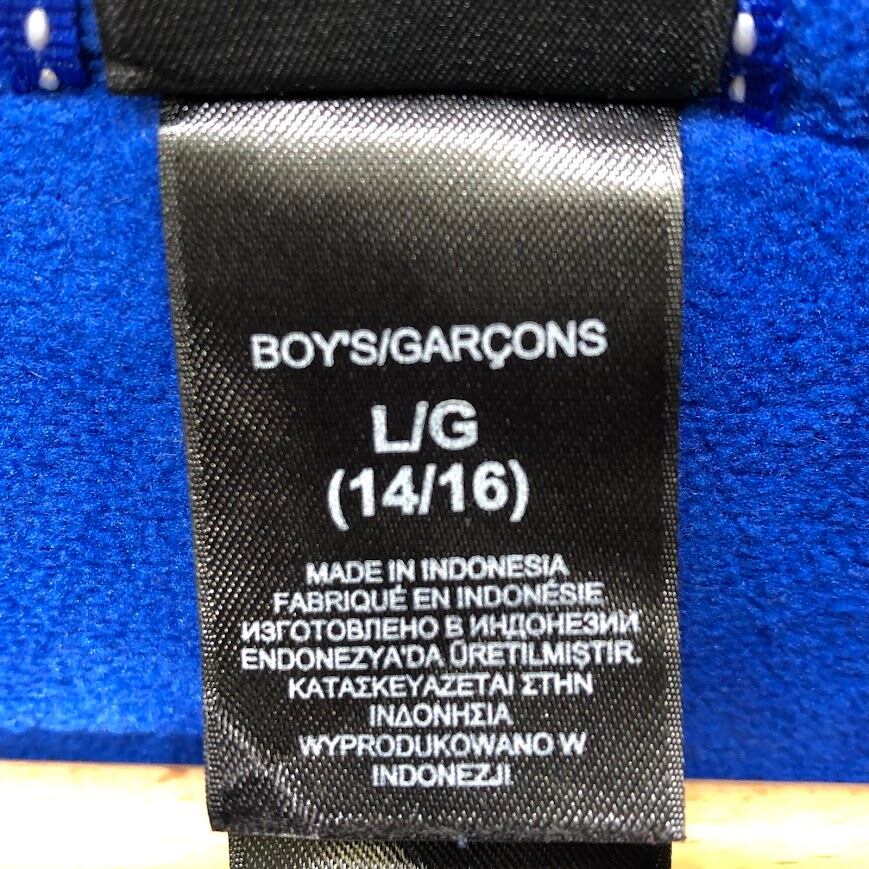 BOY'S/GARÇONS
L/G
(14/16)
MADE IN INDONESIA
FABRIQUÉ EN INDONÉSIE
ИЗГОТОВЛЕНО В ИНДОНЕЗИИ
ENDONEZYA'DA ÜRETILMIŞTIR.
ΚΑΤΑΣΚΕΥΑΖΕΤΑΙ ΣΤΗΝ
ΙΝΔΟΝΗΣΙΑ
WYPRODUKOWANO W
INDONEZJI